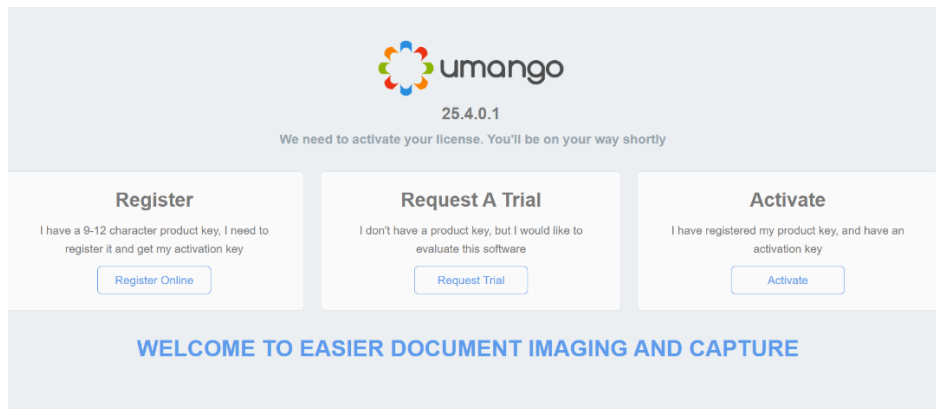 umango
25.4.0.1
We need to activate your license. You'll be on your way shortly
Register
I have a 9-12 character product key, I need to
register it and get my activation key
Register Online
Request A Trial
I don't have a product key, but I would like to
evaluate this software
Request Trial
Activate
I have registered my product key, and have an
activation key
Activate
WELCOME TO EASIER DOCUMENT IMAGING AND CAPTURE